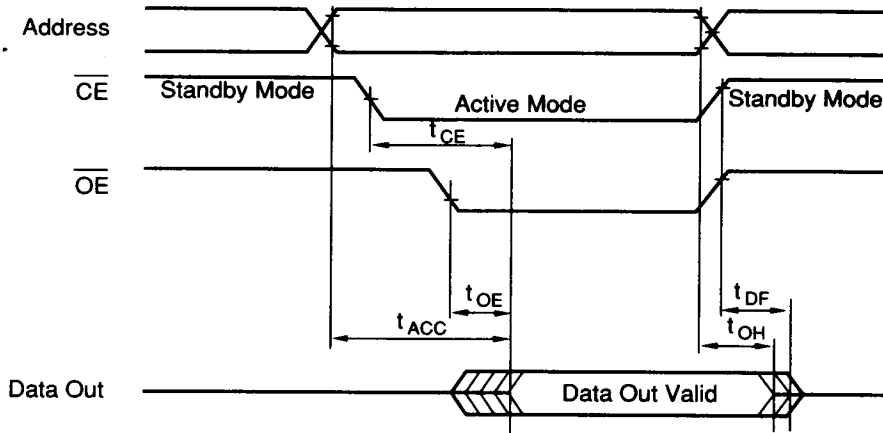 Address
CE
Standby Mode
Active Mode
Standby Mode
tCE
OE
tOE
tDF
tACC
tOH
Data Out
Data Out Valid